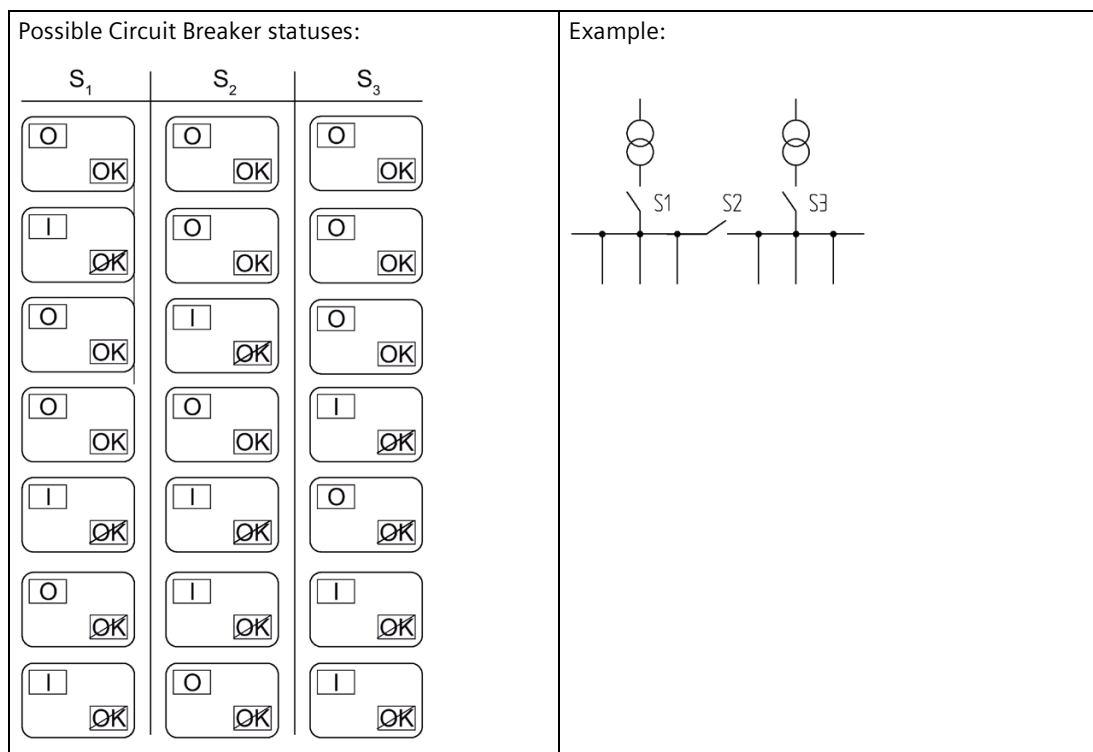 Possible Circuit Breaker statuses:
S₁ S₂ S₃
O O O
OK OK OK
I O O
OK OK OK
O I O
OK OK OK
O O I
OK OK OK
I I O
OK OK OK
O I I
OK OK OK
I O I
OK OK OK
Example:
S1 S2 S3